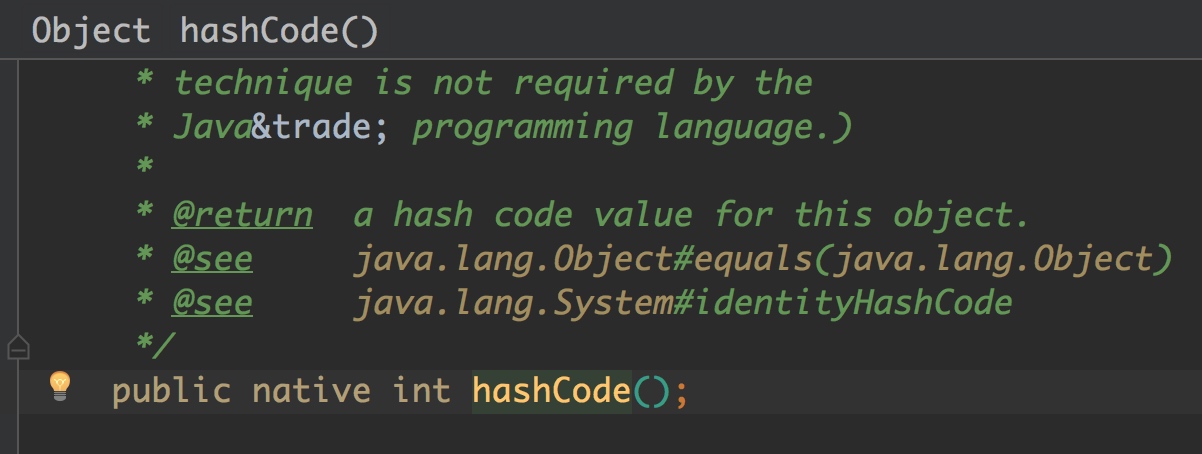 Object hashCode()
* technique is not required by the
* Java&trade; programming language.)
*
* @return a hash code value for this object.
* @see java.lang.Object#equals(java.lang.Object)
* @see java.lang.System#identityHashCode
*/
public native int hashCode();